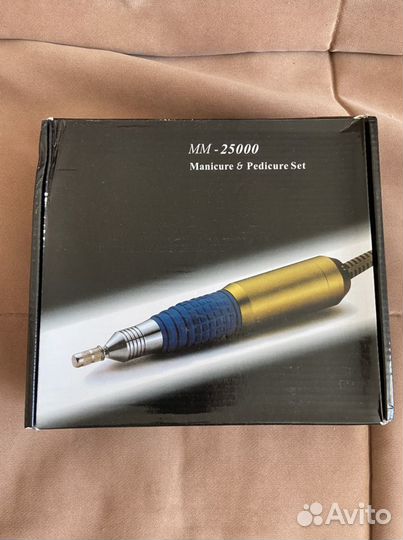 MM - 25000
Manicure & Pedicure Set
Avito